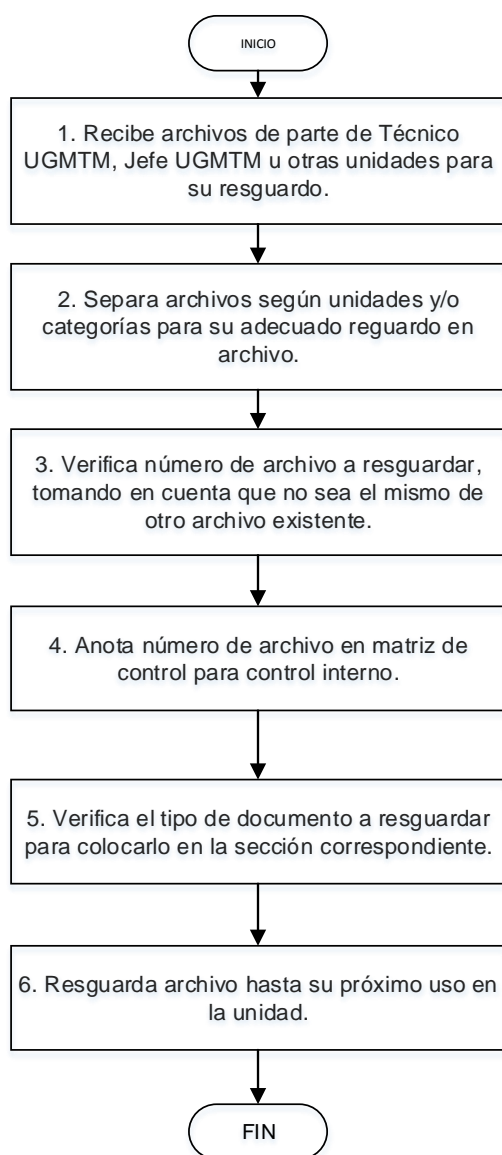 INICIO
1. Recibe archivos de parte de Técnico
UGMTM, Jefe UGMTM u otras unidades para
su resguardo.
2. Separa archivos según unidades y/o
categorías para su adecuado reguardo en
archivo.
3. Verifica número de archivo a resguardar,
tomando en cuenta que no sea el mismo de
otro archivo existente.
4. Anota número de archivo en matriz de
control para control interno.
5. Verifica el tipo de documento a resguardar
para colocarlo en la sección correspondiente.
6. Resguarda archivo hasta su próximo uso en
la unidad.
FIN